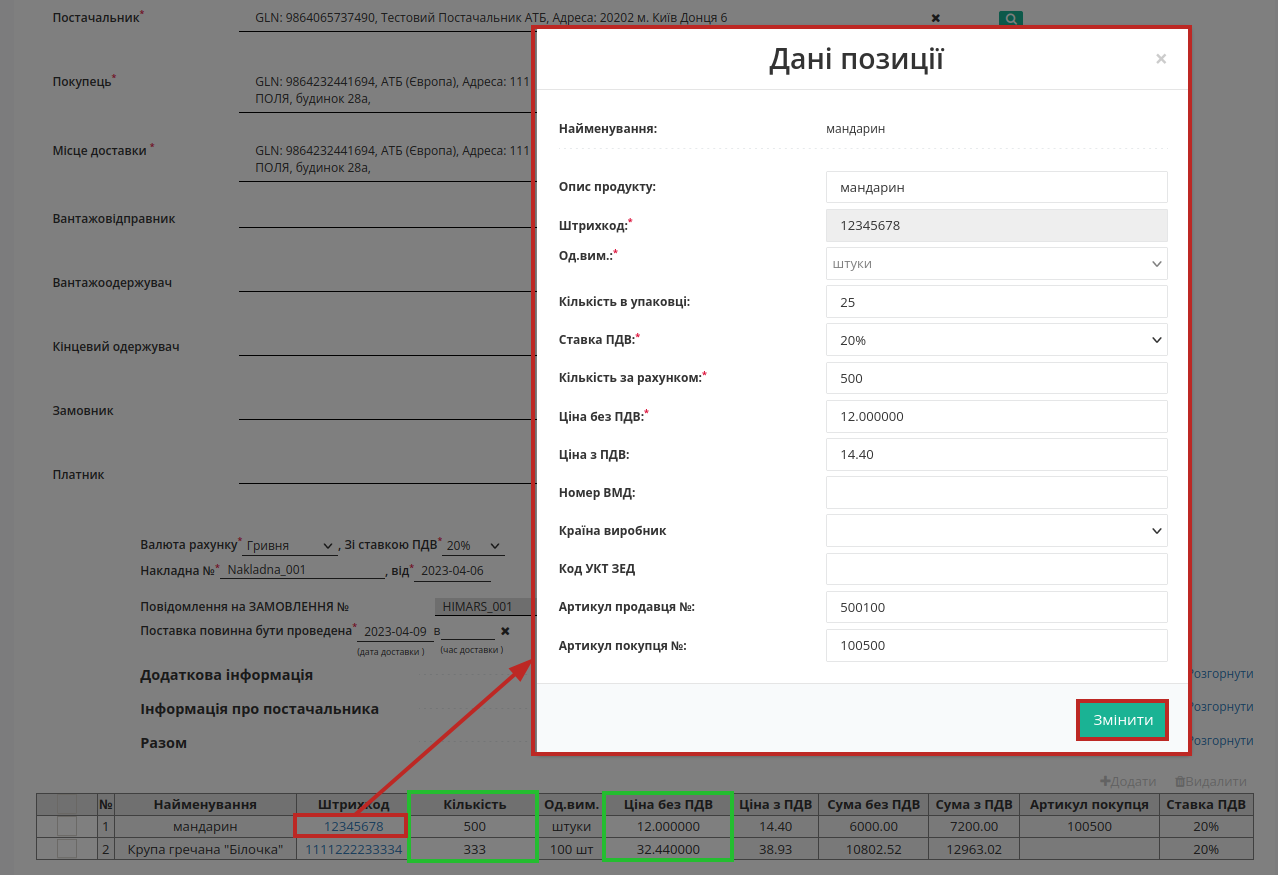 Постачальник*
GLN: 9864065737490, Тестовий Постачальник АТБ, Адреса: 20202 м. Київ Донця 6
Покупець*
GLN: 9864232441694, АТБ (Європа), Адреса: 111
ПОЛЯ, будинок 28а,
Місце доставки *
GLN: 9864232441694, АТБ (Європа), Адреса: 111
ПОЛЯ, будинок 28а,
Вантажовідправник
Вантажоодержувач
Кінцевий одержувач
Замовник
Платник
Валюта рахунку* Гривня , Зі ставкою ПДВ* 20%
Накладна №* Nakladna_001 , від* 2023-04-06
Повідомлення на ЗАМОВЛЕННЯ № HIMARS_001
Поставка повинна бути проведена* 2023-04-09 в
(дата доставки ) (час доставки )
Додаткова інформація
Розгорнути
Інформація про постачальника
Розгорнути
Разом
Розгорнути
Дані позиції
×
Найменування: мандарин
Опис продукту: мандарин
Штрихкод:* 12345678
Од.вим.:* штуки
Кількість в упаковці: 25
Ставка ПДВ:* 20%
Кількість за рахунком:* 500
Ціна без ПДВ:* 12.000000
Ціна з ПДВ: 14.40
Номер ВМД:
Країна виробник
Код УКТ ЗЕД
Артикул продавця №: 500100
Артикул покупця №: 100500
Змінити
Додати Видалити
№ Найменування Штрихкод Кількість Од.вим. Ціна без ПДВ Ціна з ПДВ Сума без ПДВ Сума з ПДВ Артикул покупця Ставка ПДВ
1 мандарин 12345678 500 штуки 12.000000 14.40 6000.00 7200.00 100500 20%
2 Крупа гречана "Білочка" 1111222233334 333 100 шт 32.440000 38.93 10802.52 12963.02 20%